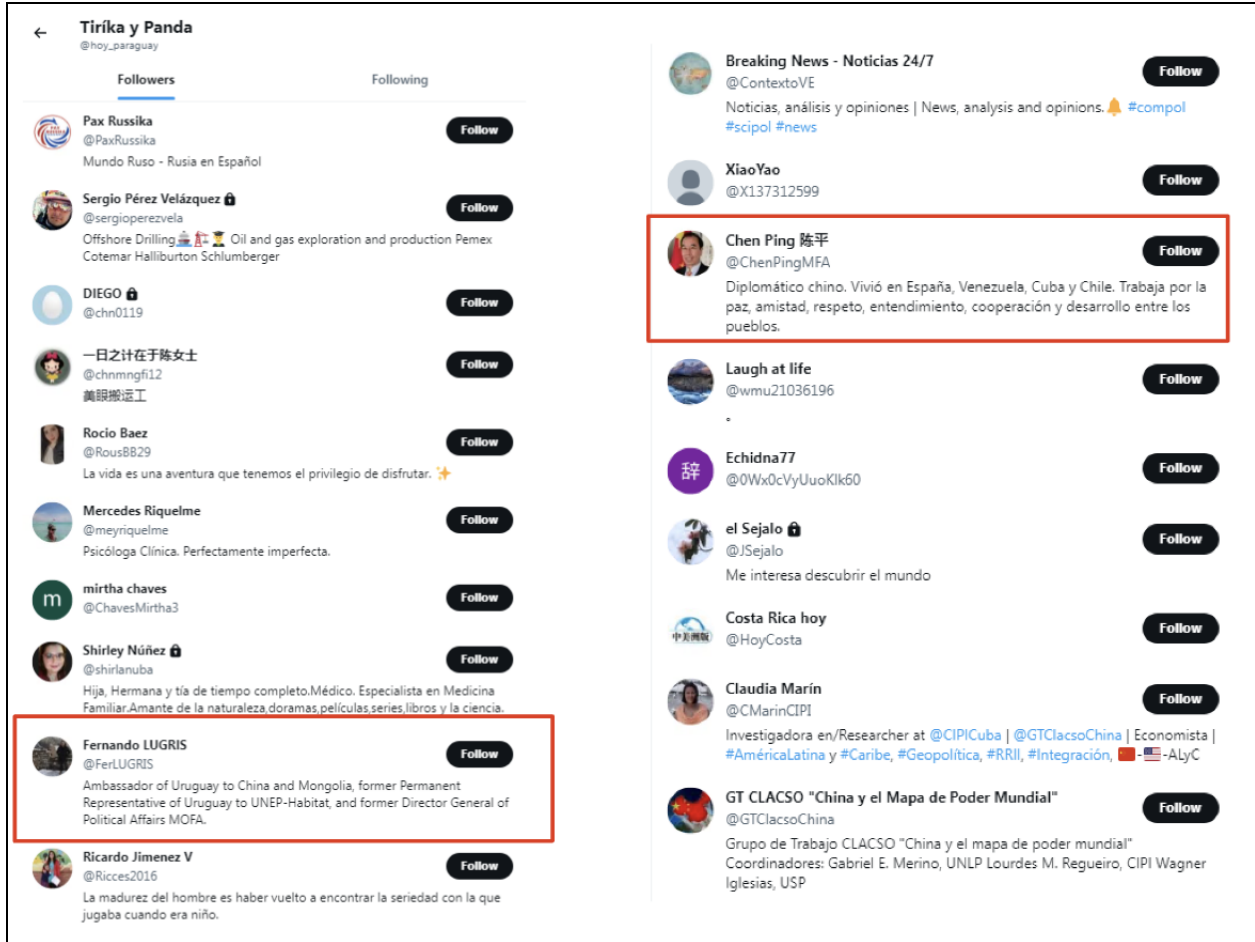 Tiríka y Panda
@hoy_paraguay
Followers
Following
Pax Russika
@PaxRussika
Follow
Mundo Ruso - Rusia en Español
Sergio Pérez Velázquez
@sergioperezvela
Follow
Offshore Drilling Oil and gas exploration and production Pemex
Cotemar Halliburton Schlumberger
DIEGO
@chn0119
Follow
一日之计在于陈女士
@chnmngfi12
Follow
美眼搬运工
Rocio Baez
@RousBB29
Follow
La vida es una aventura que tenemos el privilegio de disfrutar. ✨
Mercedes Riquelme
@meyriquelme
Follow
Psicóloga Clínica. Perfectamente imperfecta.
m
mirtha chaves
@ChavesMirtha3
Follow
Shirley Núñez
@shirlanuba
Follow
Hija, Hermana y tía de tiempo completo.Médico. Especialista en Medicina
Familiar.Amante de la naturaleza,doramas,películas,series,libros y la ciencia.
Fernando LUGRIS
@FerLUGRIS
Follow
Ambassador of Uruguay to China and Mongolia, former Permanent
Representative of Uruguay to UNEP-Habitat, and former Director General of
Political Affairs MOFA.
Ricardo Jimenez V
@Ricces2016
Follow
La madurez del hombre es haber vuelto a encontrar la seriedad con la que
jugaba cuando era niño.
Breaking News - Noticias 24/7
@ContextoVE
Follow
Noticias, análisis y opiniones | News, analysis and opinions.🔔 #compol
#scipol #news
XiaoYao
@X137312599
Follow
Chen Ping 陈平
@ChenPingMFA
Follow
Diplomático chino. Vivió en España, Venezuela, Cuba y Chile. Trabaja por la
paz, amistad, respeto, entendimiento, cooperación y desarrollo entre los
pueblos.
Laugh at life
@wmu21036196
Follow
。
辞
Echidna77
@0Wx0cVyUuoKlk60
Follow
el Sejalo
@JSejalo
Follow
Me interesa descubrir el mundo
中美洲版
Costa Rica hoy
@HoyCosta
Follow
Claudia Marín
@CMarinCIPI
Follow
Investigadora en/Researcher at @CIPICuba | @GTClacsoChina | Economista |
#AméricaLatina y #Caribe, #Geopolítica, #RRII, #Integración, 🇨🇳-🇺🇸-ALyC
GT CLACSO "China y el Mapa de Poder Mundial"
@GTClacsoChina
Follow
Grupo de Trabajo CLACSO "China y el mapa de poder mundial"
Coordinadores: Gabriel E. Merino, UNLP Lourdes M. Regueiro, CIPI Wagner
Iglesias, USP